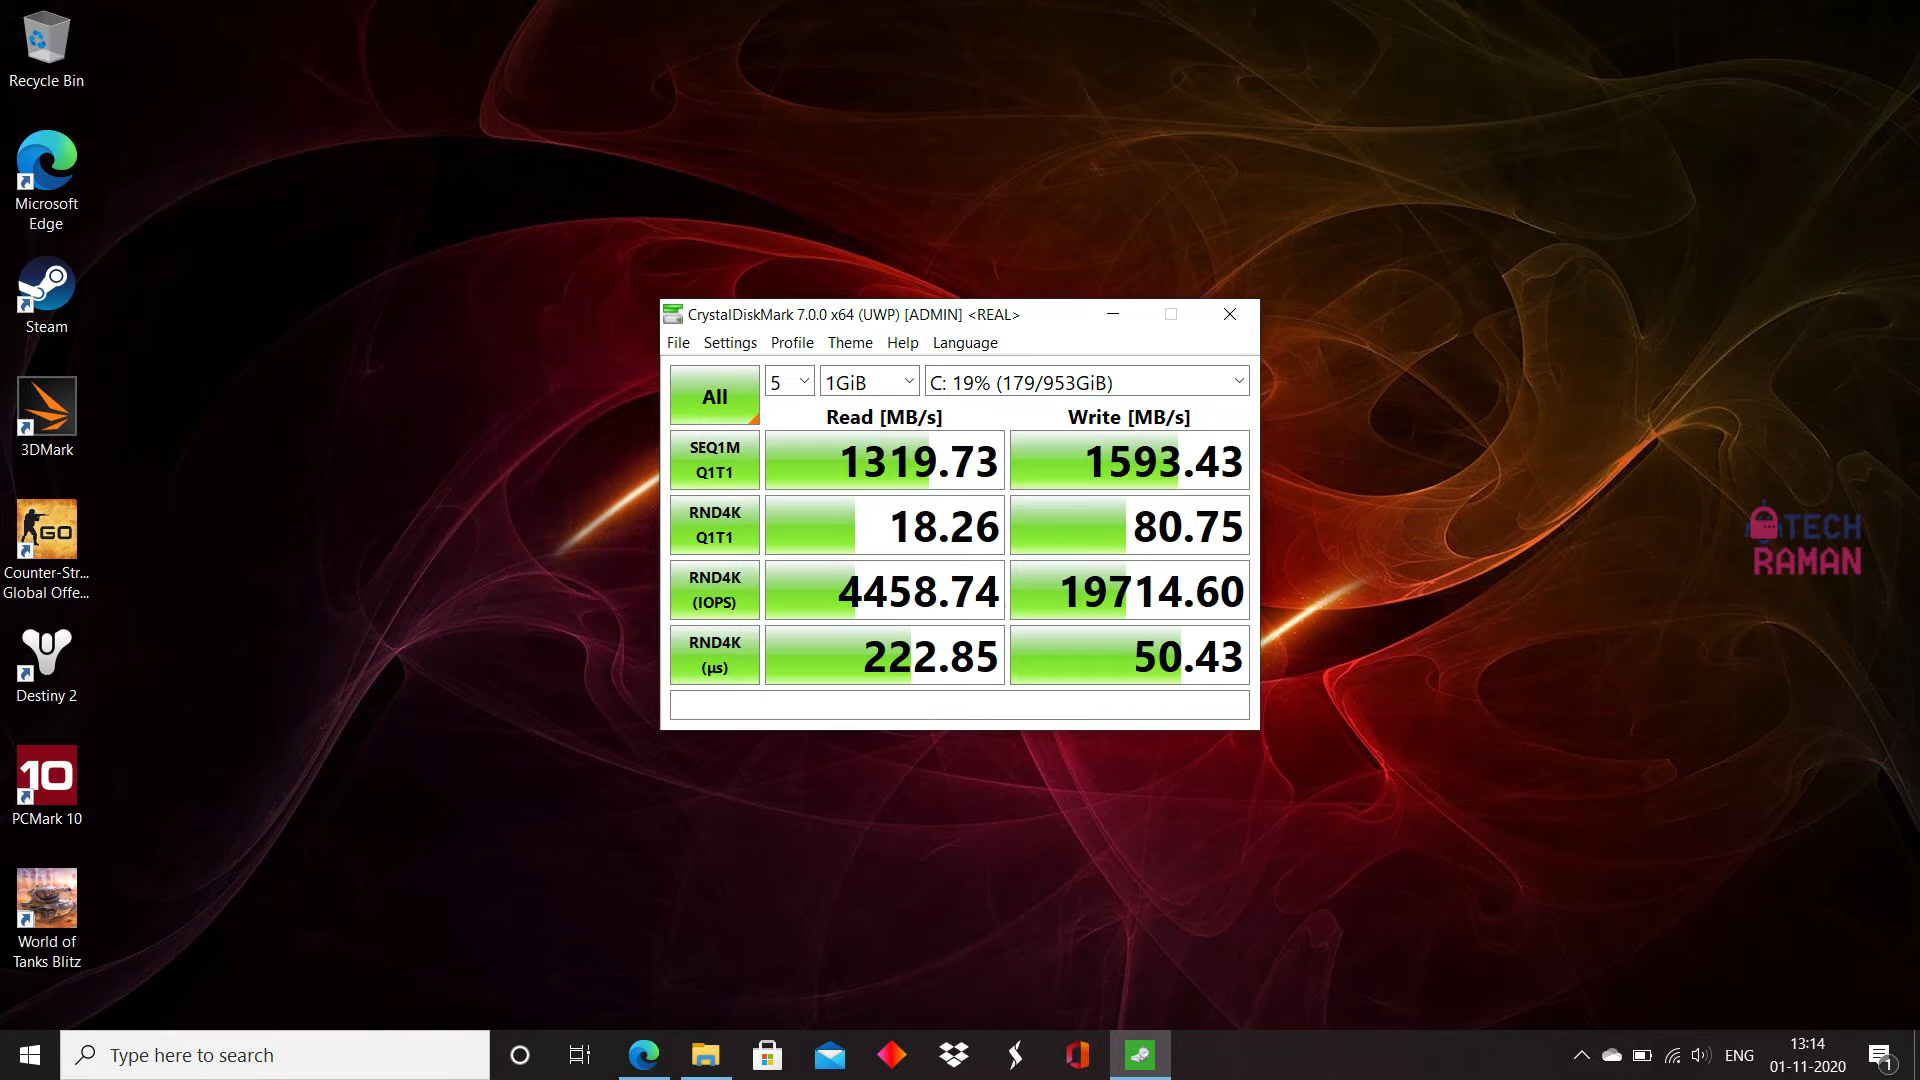 Recycle Bin
Microsoft
Edge
Steam
3DMark
GO
Counter-Str...
Global Offe...
Destiny 2
10
PCMark 10
World of
Tanks Blitz
CrystalDiskMark 7.0.0 x64 (UWP) [ADMIN] <REAL>
File Settings Profile Theme Help Language
All 5 1GiB C: 19% (179/953GiB)
Read [MB/s] Write [MB/s]
SEQ1M
Q1T1
1319.73 1593.43
RND4K
Q1T1
18.26 80.75
RND4K
(IOPS)
4458.74 19714.60
RND4K
(µs)
222.85 50.43
TECH
RAMAN
Type here to search
ENG
13:14
01-11-2020
1